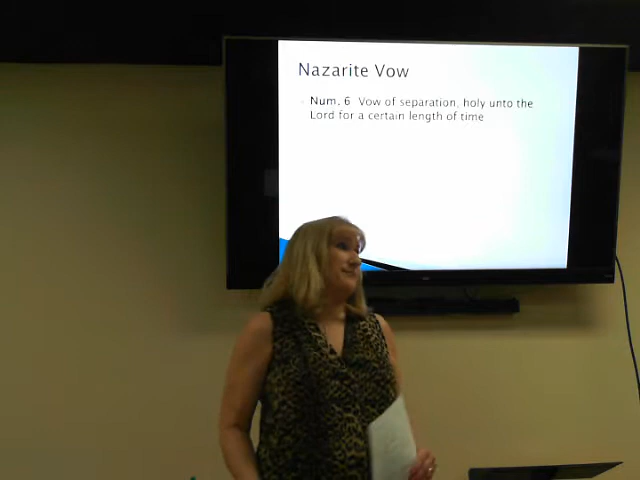 Nazarite Vow
Num. 6 Vow of separation, holy unto the
Lord for a certain length of time